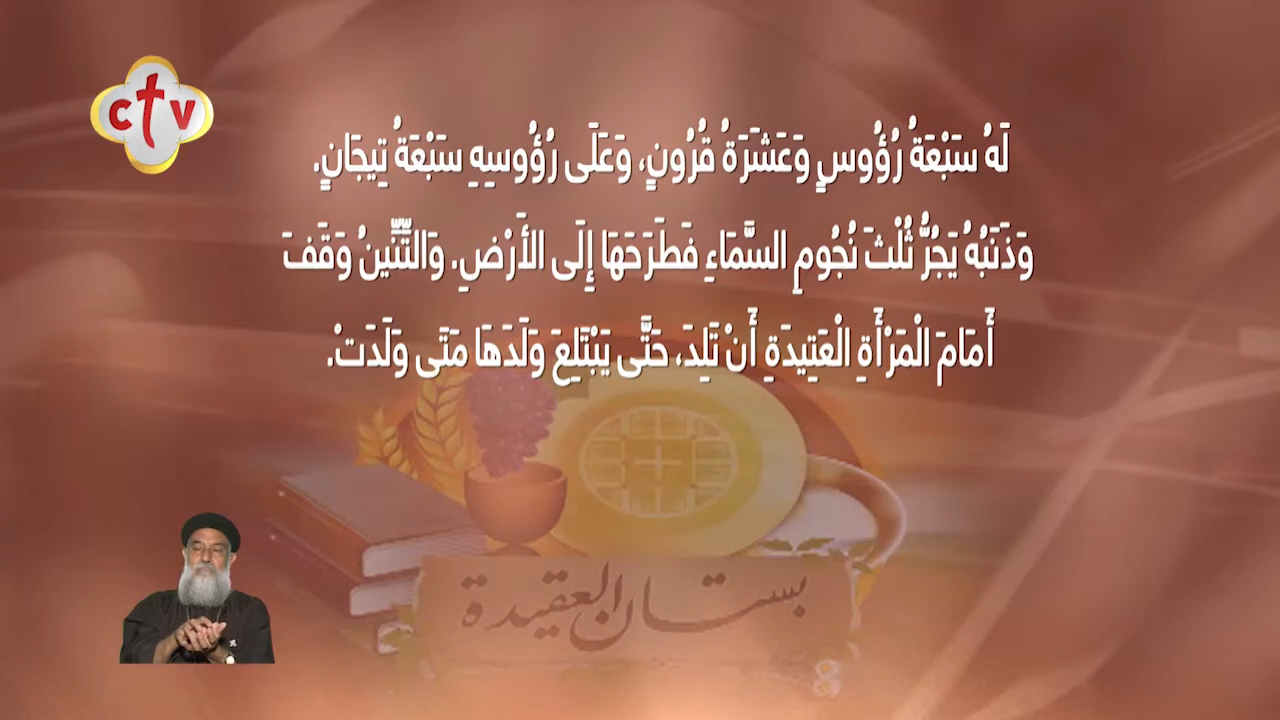 ctv
لَهُ سَبْعَةُ رُؤُوسٍ وَعَشَرَةُ قُرُونٍ، وَعَلَى رُؤُوسِهِ سَبْعَةُ تِيجَانٍ.
وَذَنَبُهُ يَجُرُّ ثُلْثَ نُجُومِ السَّمَاءِ فَطَرَحَهَا إِلَى الأَرْضِ. وَالتِّنِّينُ وَقَفَ
أَمَامَ الْمَرْأَةِ الْعَتِيدَةِ أَنْ تَلِدَ، حَتَّى يَبْتَلِعَ وَلَدَهَا مَتَى وَلَدَتْ.
بستان العقيدة